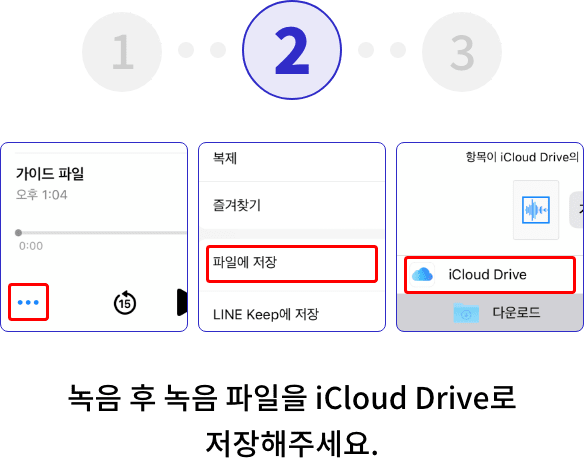 1
2
3
가이드 파일
오후 1:04
0:00
15
복제
즐겨찾기
파일에 저장
LINE Keep에 저장
항목이 iCloud Drive의
iCloud Drive
다운로드
녹음 후 녹음 파일을 iCloud Drive로
저장해주세요.